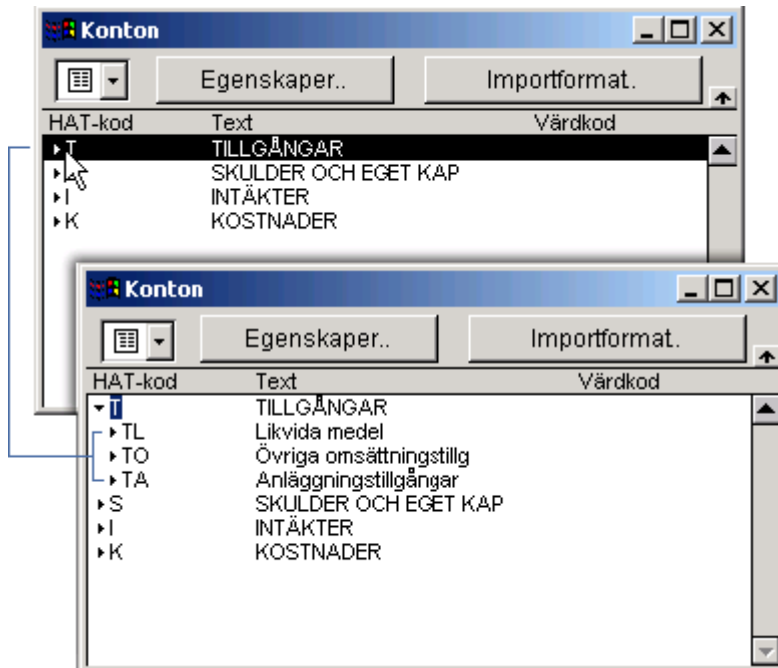 Konton
Egenskaper.. Importformat..
HAT-kod Text Värdkod
T TILLGÅNGAR
SKULDER OCH EGET KAP
I INTÄKTER
K KOSTNADER
Konton
Egenskaper.. Importformat..
HAT-kod Text Värdkod
T TILLGÅNGAR
TL Likvida medel
TO Övriga omsättningstillg
TA Anläggningstillgångar
S SKULDER OCH EGET KAP
I INTÄKTER
K KOSTNADER